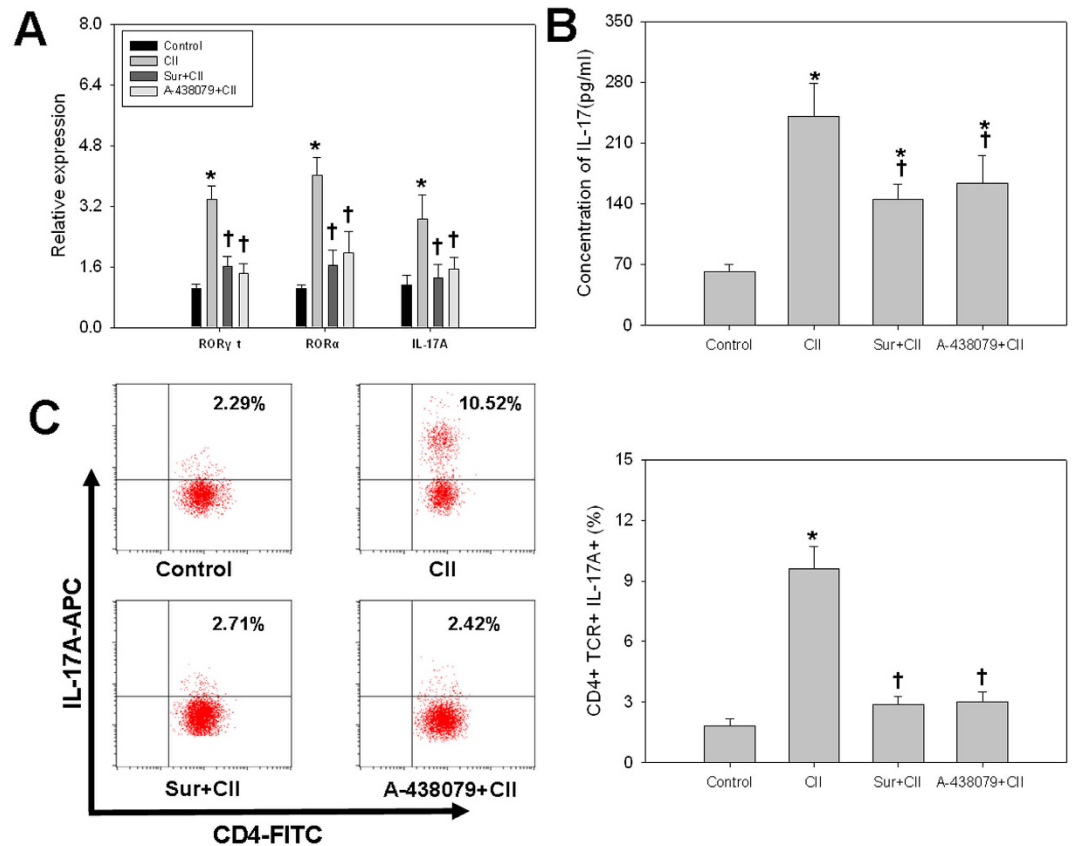 A
8.0
6.4
4.8
3.2
1.6
0.0
Relative expression
Control
CII
Sur+CII
A-438079+CII
*
*
*
† †
† †
† †
RORγ t RORα IL-17A
B
350
280
210
140
70
0
Concentration of IL-17(pg/ml)
*
*
†
*
†
Control CII Sur+CII A-438079+CII
C
2.29%
10.52%
Control
CII
2.71%
2.42%
Sur+CII
A-438079+CII
IL-17A-APC
CD4-FITC
15
12
9
6
3
0
CD4+ TCR+ IL-17A+ (%)
*
†
†
Control CII Sur+CII A-438079+CII